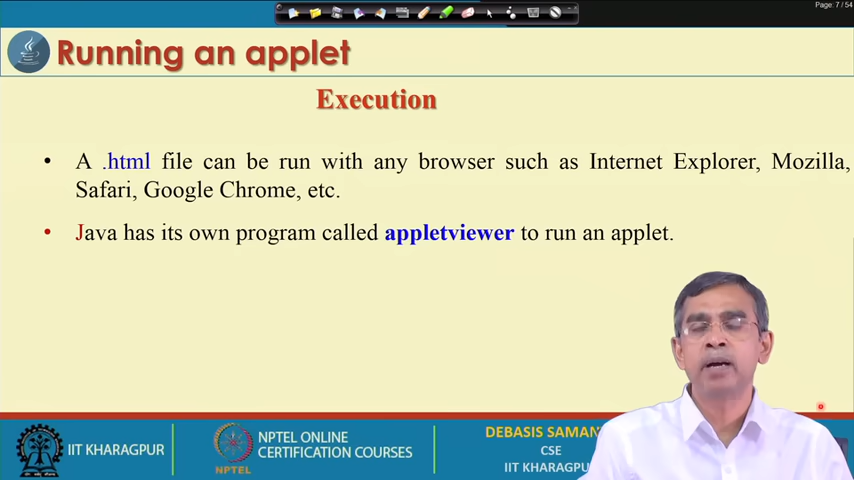 Page: 7 / 54
Running an applet
Execution
• A .html file can be run with any browser such as Internet Explorer, Mozilla,
Safari, Google Chrome, etc.
• Java has its own program called appletviewer to run an applet.
IIT KHARAGPUR
NPTEL
NPTEL ONLINE
CERTIFICATION COURSES
DEBASIS SAMAN
CSE
IIT KHARAGPU